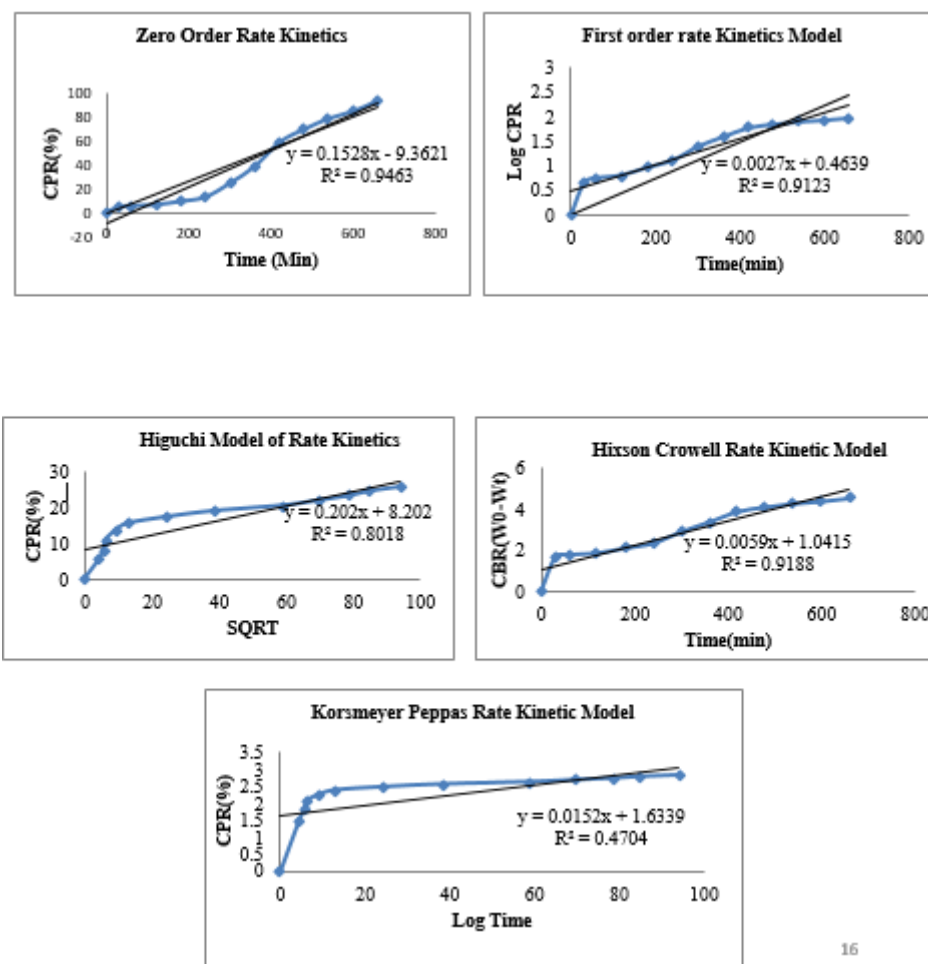 Zero Order Rate Kinetics
CPR(%)
100
80
60
40
20
0
-20
0
200
400
600
800
y = 0.1528x - 9.3621
R² = 0.9463
Time (Min)
First order rate Kinetics Model
Log CPR
3
2.5
2
1.5
1
0.5
0
0
200
400
600
800
y = 0.0027x + 0.4639
R² = 0.9123
Time(min)
Higuchi Model of Rate Kinetics
CPR(%)
30
20
10
0
0
20
40
60
80
100
y = 0.202x + 8.202
R² = 0.8018
SQRT
Hixson Crowell Rate Kinetic Model
CBR(W0-Wt)
6
4
2
0
0
200
400
600
800
y = 0.0059x + 1.0415
R² = 0.9188
Time(min)
Korsmeyer Peppas Rate Kinetic Model
CPR(%)
3.5
3
2.5
2
1.5
1
0.5
0
0
20
40
60
80
100
y = 0.0152x + 1.6339
R² = 0.4704
Log Time
16